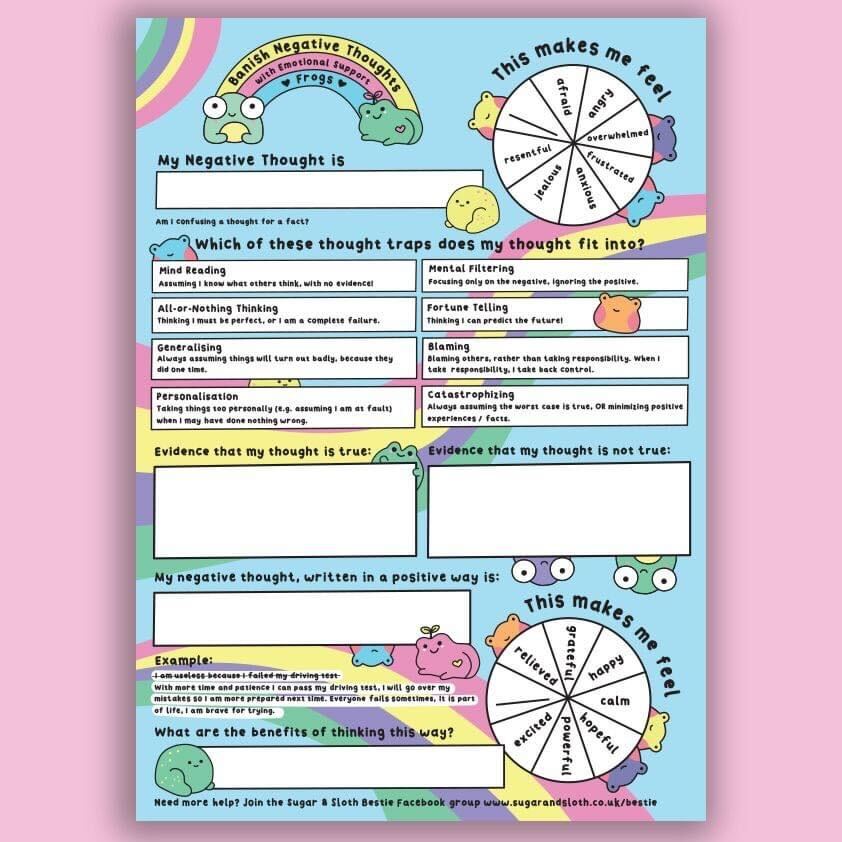 Banish Negative Thoughts
with Emotional Support
Frogs
This makes me feel
afraid
angry
overwhelmed
frustrated
anxious
jealous
resentful
My Negative Thought is
Am I confusing a thought for a fact?
Which of these thought traps does my thought fit into?
Mind Reading
Assuming I know what others think, with no evidence!
Mental Filtering
Focusing only on the negative, ignoring the positive.
All-or-Nothing Thinking
Thinking I must be perfect, or I am a complete failure.
Fortune Telling
Thinking I can predict the future!
Generalising
Always assuming things will turn out badly, because they
did one time.
Blaming
Blaming others, rather than taking responsibility. When I
take responsibility, I take back control.
Personalisation
Taking things too personally (e.g. assuming I am at fault)
when I may have done nothing wrong.
Catastrophizing
Always assuming the worst case is true, OR minimizing positive
experiences / facts.
Evidence that my thought is true:
Evidence that my thought is not true:
My negative thought, written in a positive way is:
This makes me feel
grateful
happy
calm
hopeful
powerful
excited
relieved
Example:
I am useless because I failed my driving test
With more time and patience I can pass my driving test, I will go over my
mistakes so I am more prepared next time. Everyone fails sometimes, it is part
of life, I am brave for trying.
What are the benefits of thinking this way?
Need more help? Join the Sugar & Sloth Bestie Facebook group www.sugarandsloth.co.uk/bestie